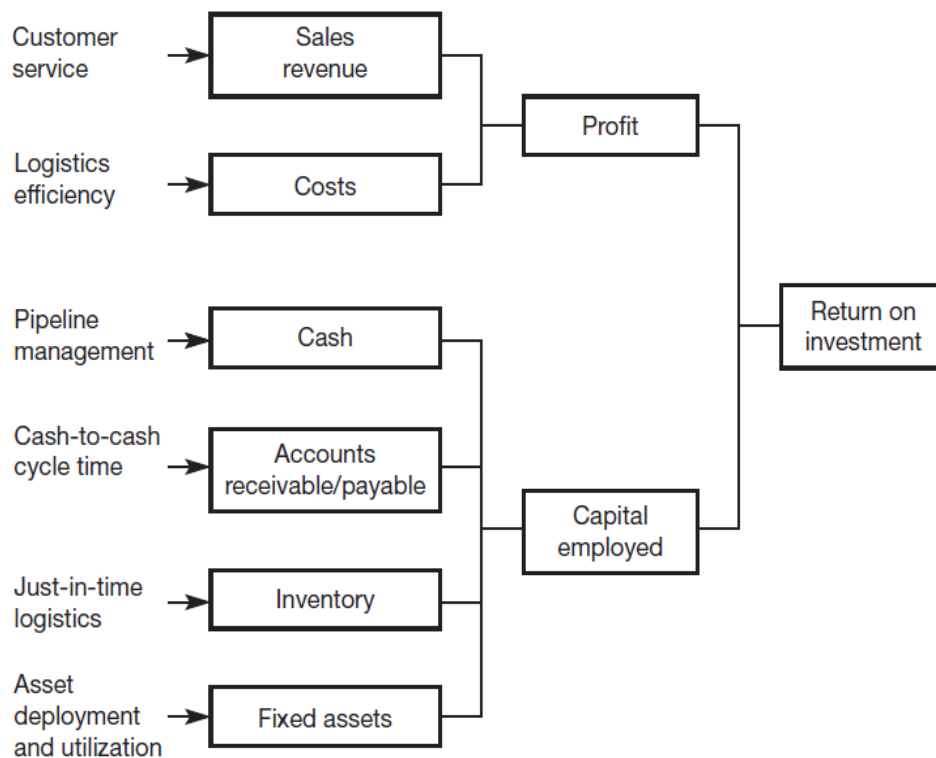 Customer
service
Sales
revenue
Profit
Logistics
efficiency
Costs
Return on
investment
Pipeline
management
Cash
Cash-to-cash
cycle time
Accounts
receivable/payable
Capital
employed
Just-in-time
logistics
Inventory
Asset
deployment
and utilization
Fixed assets